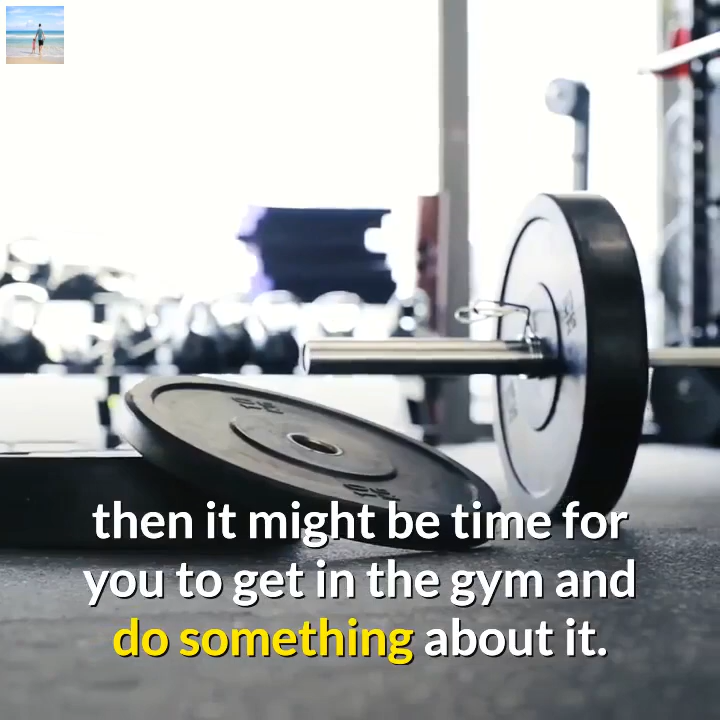 then it might be time for
you to get in the gym and
do something about it.